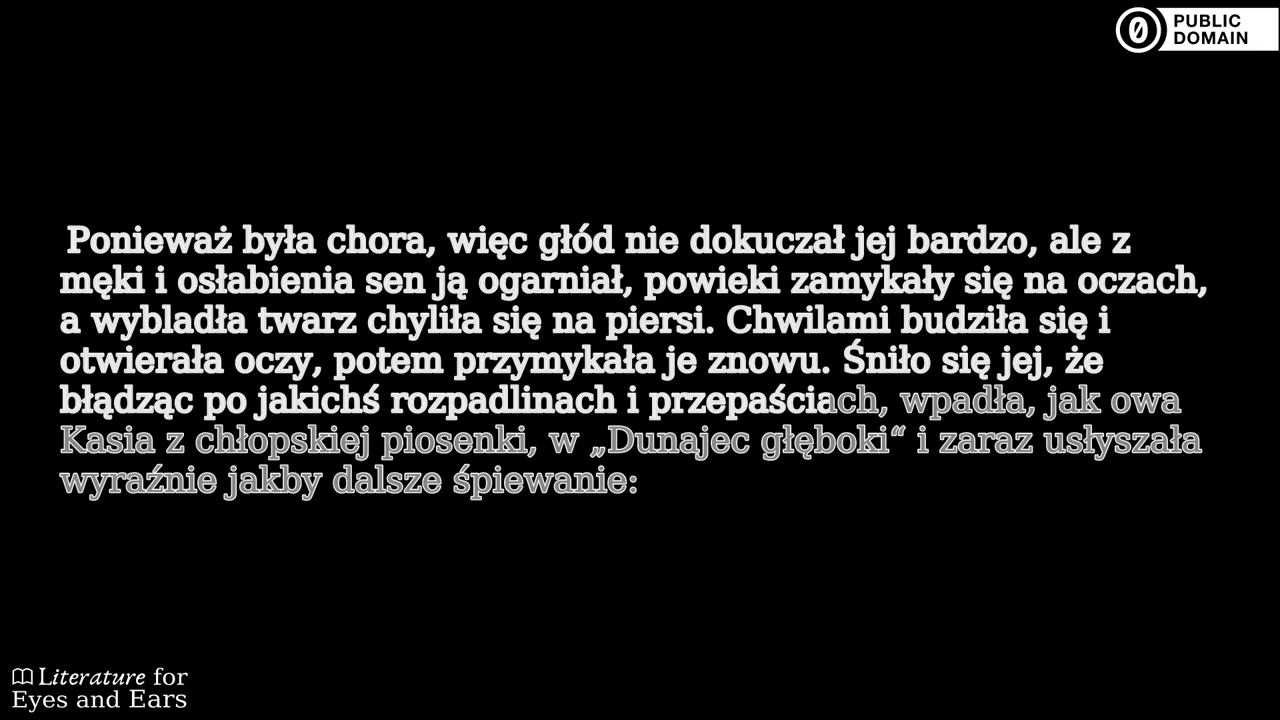 PUBLIC
DOMAIN
Ponieważ była chora, więc głód nie dokuczał jej bardzo, ale z
męki i osłabienia sen ją ogarniał, powieki zamykały się na oczach,
a wybladła twarz chyliła się na piersi. Chwilami budziła się i
otwierała oczy, potem przymykała je znowu. Śniło się jej, że
błądząc po jakichś rozpadlinach i przepaściach, wpadła, jak owa
Kasia z chłopskiej piosenki, w „Dunajec głęboki“ i zaraz usłyszała
wyraźnie jakby dalsze śpiewanie:
Literature for
Eyes and Ears